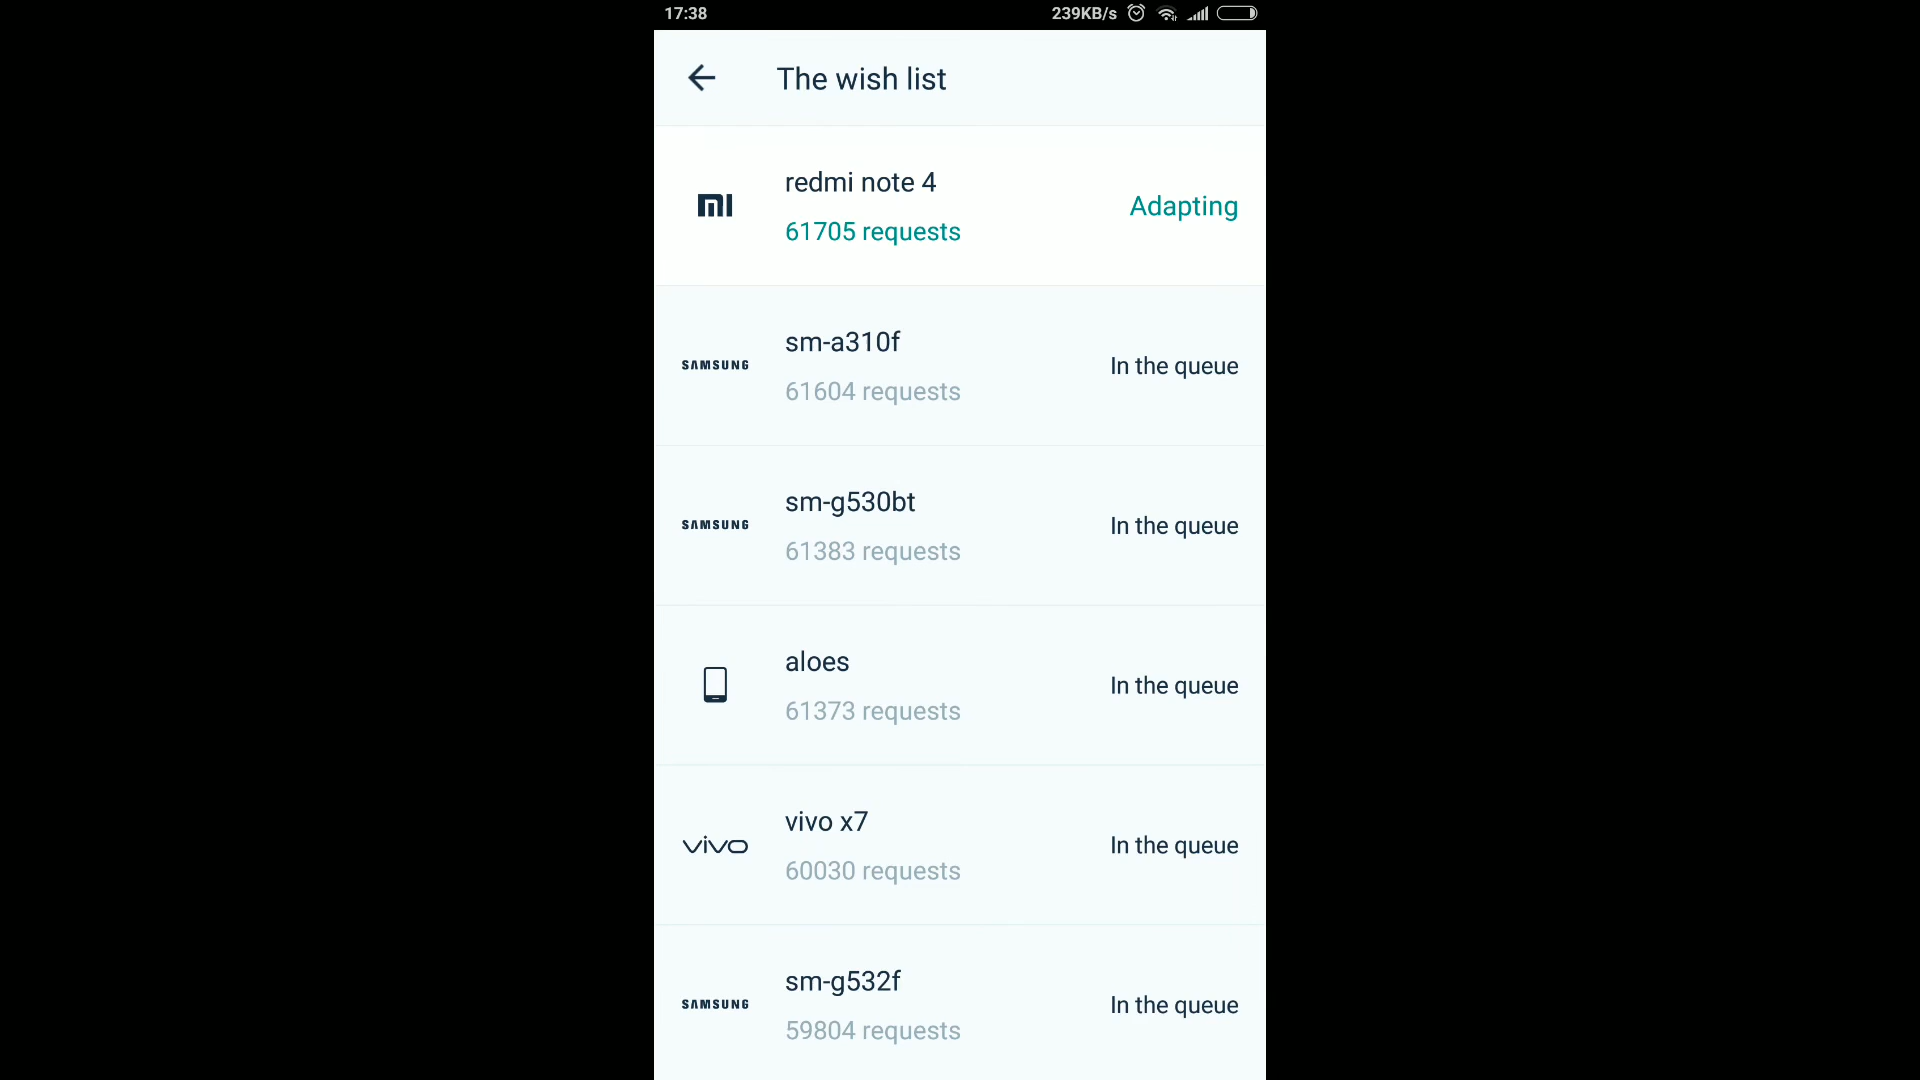 17:38
239KB/s
The wish list
mi
redmi note 4
61705 requests
Adapting
SAMSUNG
sm-a310f
61604 requests
In the queue
SAMSUNG
sm-g530bt
61383 requests
In the queue
aloes
61373 requests
In the queue
vivo
vivo x7
60030 requests
In the queue
SAMSUNG
sm-g532f
59804 requests
In the queue